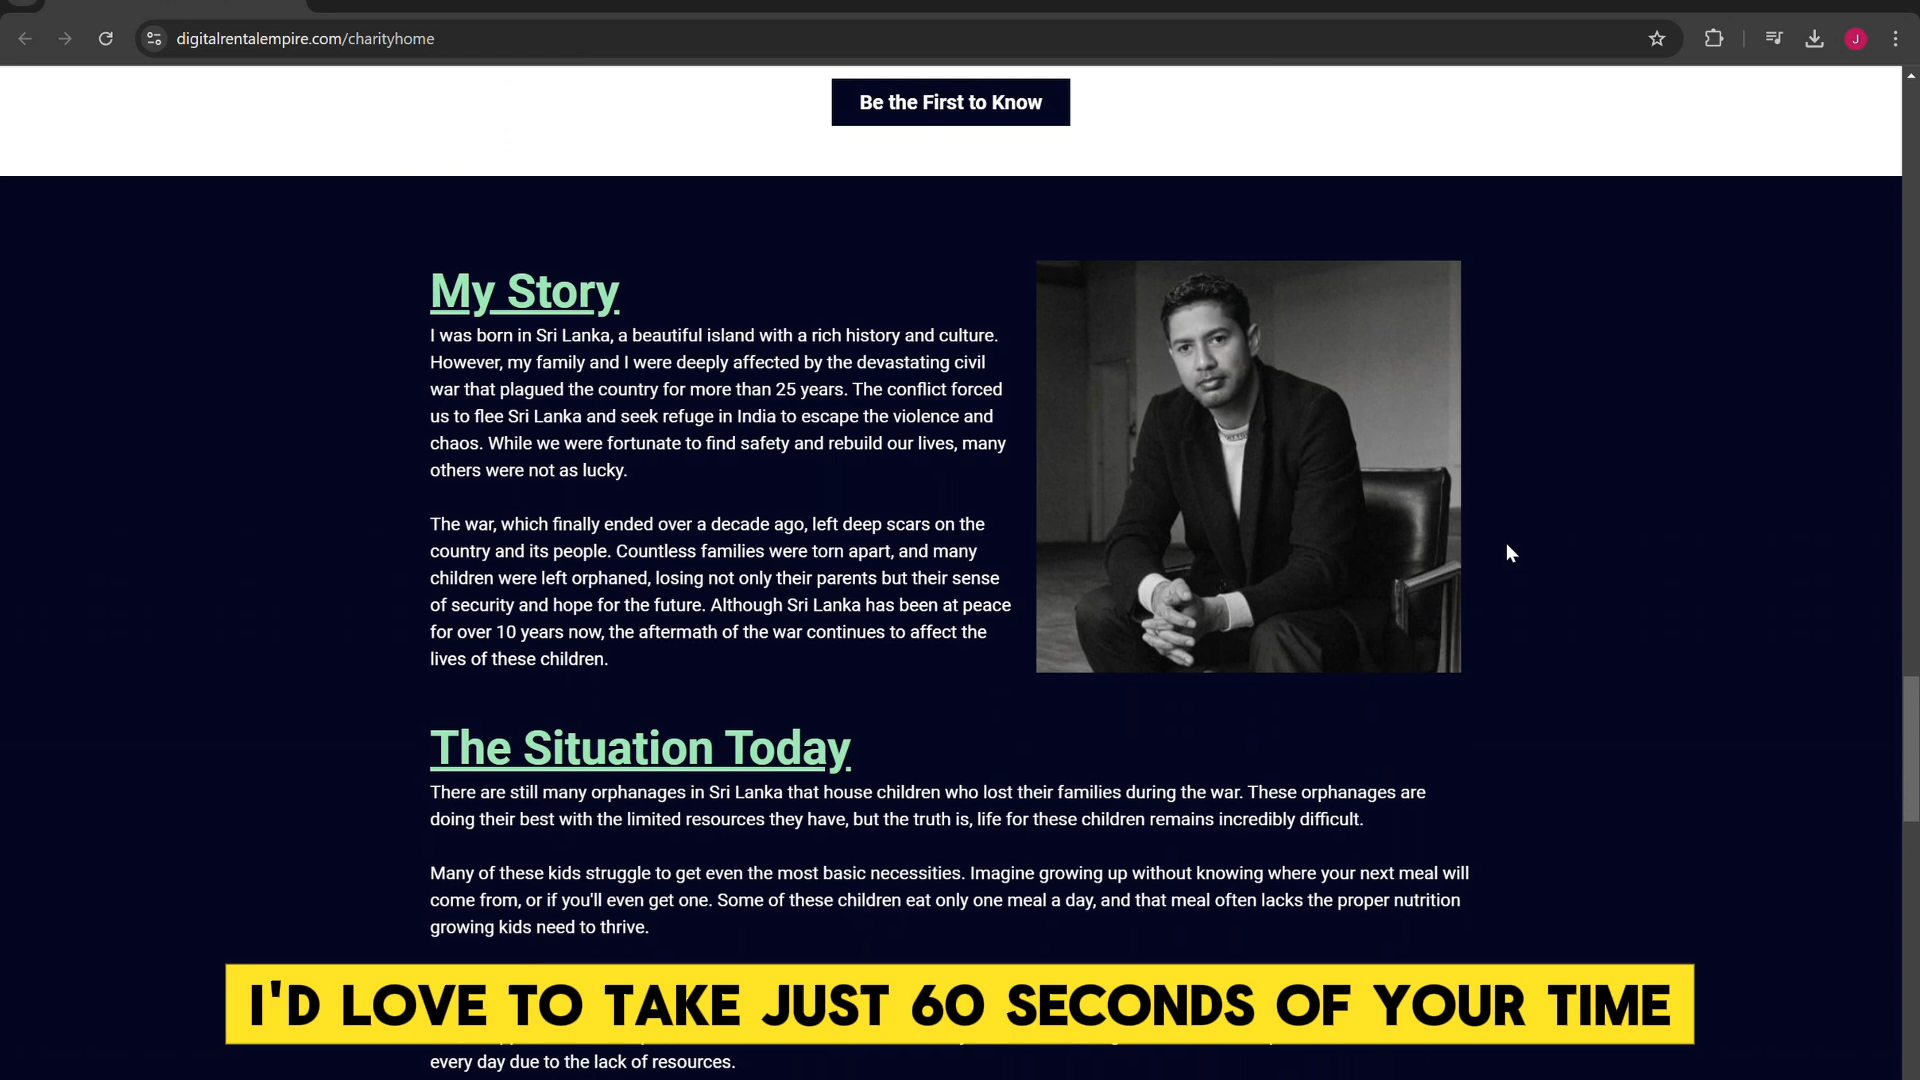 digitalrentalempire.com/charityhome
J
Be the First to Know
My Story
I was born in Sri Lanka, a beautiful island with a rich history and culture.
However, my family and I were deeply affected by the devastating civil
war that plagued the country for more than 25 years. The conflict forced
us to flee Sri Lanka and seek refuge in India to escape the violence and
chaos. While we were fortunate to find safety and rebuild our lives, many
others were not as lucky.
The war, which finally ended over a decade ago, left deep scars on the
country and its people. Countless families were torn apart, and many
children were left orphaned, losing not only their parents but their sense
of security and hope for the future. Although Sri Lanka has been at peace
for over 10 years now, the aftermath of the war continues to affect the
lives of these children.
The Situation Today
There are still many orphanages in Sri Lanka that house children who lost their families during the war. These orphanages are
doing their best with the limited resources they have, but the truth is, life for these children remains incredibly difficult.
Many of these kids struggle to get even the most basic necessities. Imagine growing up without knowing where your next meal will
come from, or if you'll even get one. Some of these children eat only one meal a day, and that meal often lacks the proper nutrition
growing kids need to thrive.
I'D LOVE TO TAKE JUST 60 SECONDS OF YOUR TIME
every day due to the lack of resources.